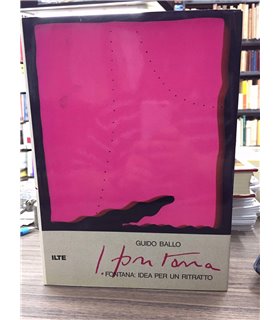 GUIDO BALLO
ILTE
l. fontana
FONTANA: IDEA PER UN RITRATTO